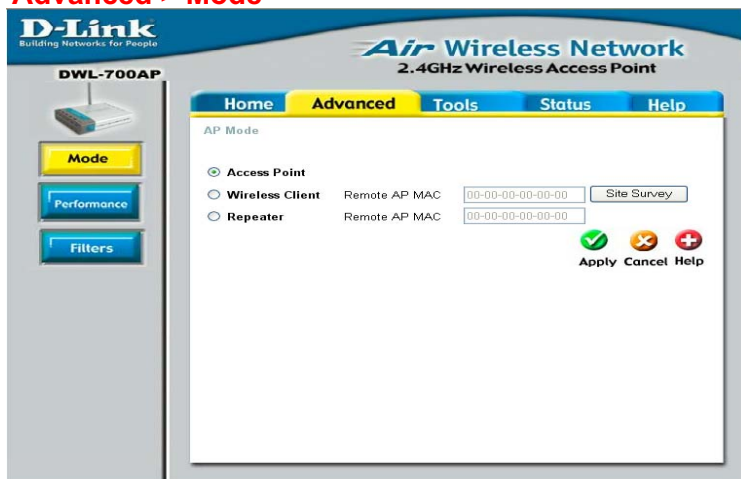 Advanced > Mode
D-Link
Building Networks for People
Air Wireless Network
2.4GHz Wireless Access Point
DWL-700AP
Home Advanced Tools Status Help
AP Mode
Mode
Performance
Filters
Access Point
Wireless Client Remote AP MAC 00-00-00-00-00-00 Site Survey
Repeater Remote AP MAC 00-00-00-00-00-00
Apply Cancel Help